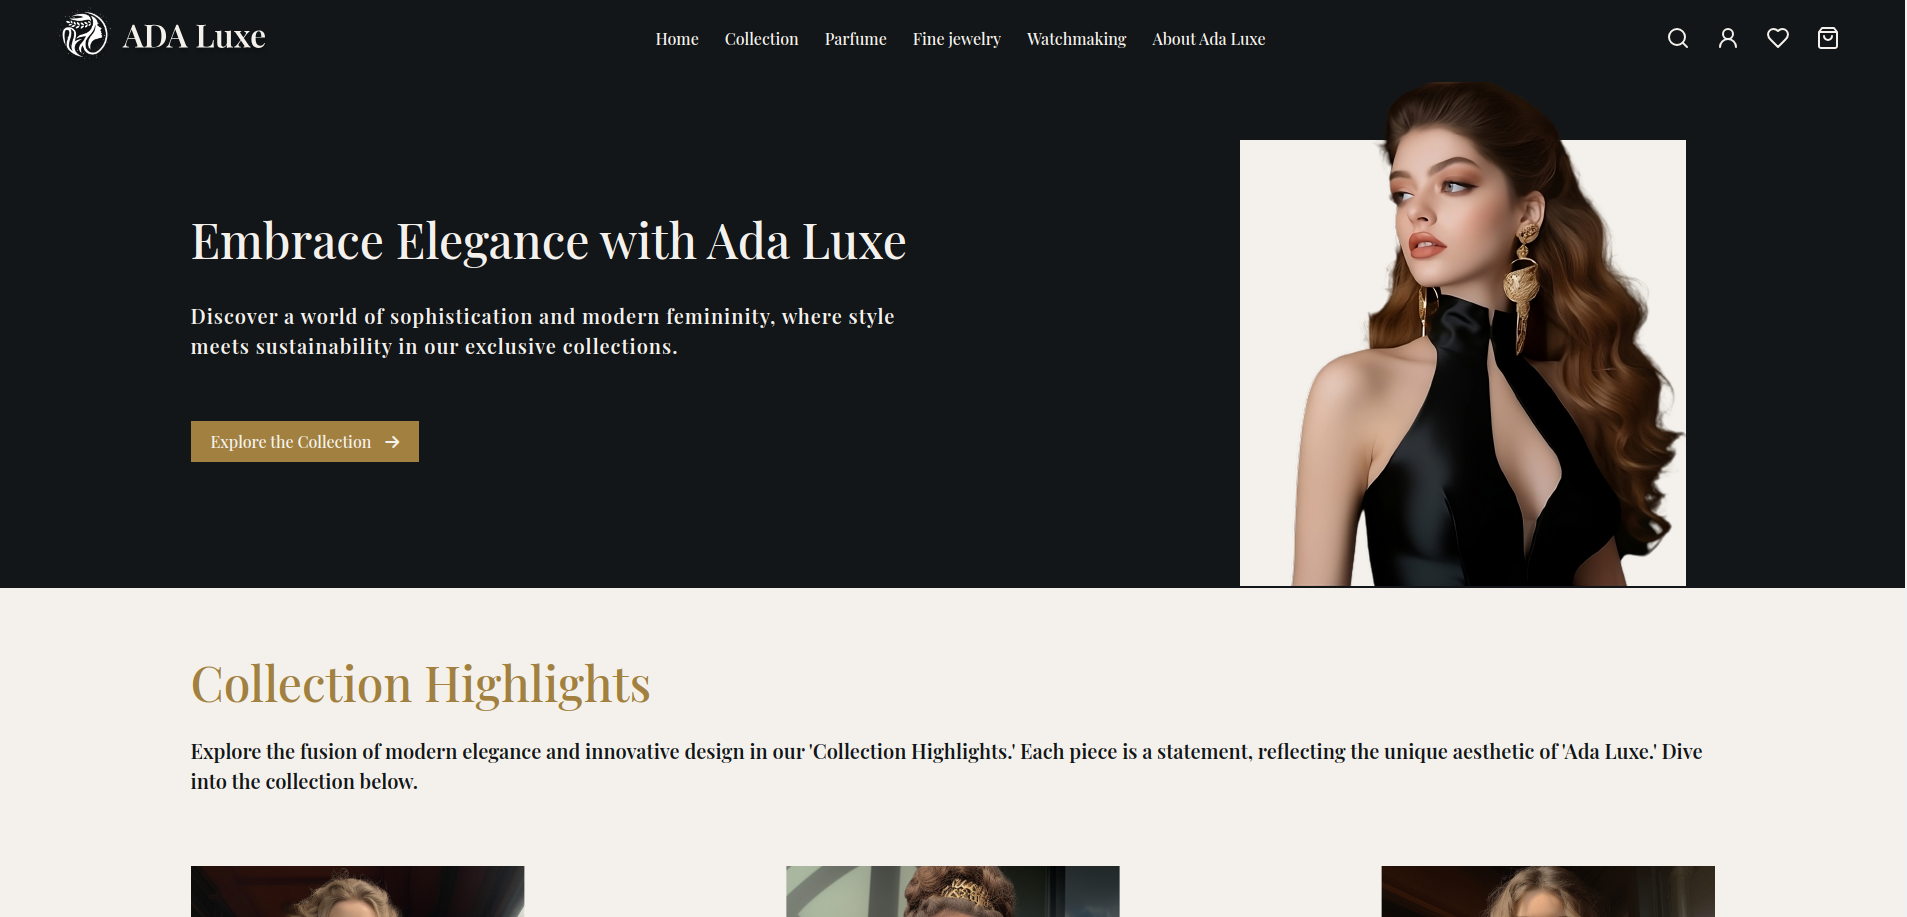 ADA Luxe
Home
Collection
Parfume
Fine jewelry
Watchmaking
About Ada Luxe
Embrace Elegance with Ada Luxe
Discover a world of sophistication and modern femininity, where style
meets sustainability in our exclusive collections.
Explore the Collection
Collection Highlights
Explore the fusion of modern elegance and innovative design in our 'Collection Highlights.' Each piece is a statement, reflecting the unique aesthetic of 'Ada Luxe.' Dive
into the collection below.